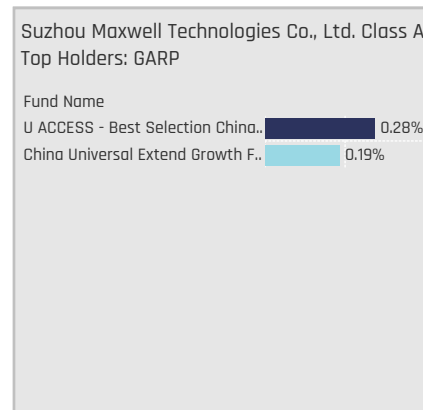 Suzhou Maxwell Technologies Co., Ltd. Class A
Top Holders: GARP
Fund Name
U ACCESS - Best Selection China.. 0.28%
China Universal Extend Growth F.. 0.19%